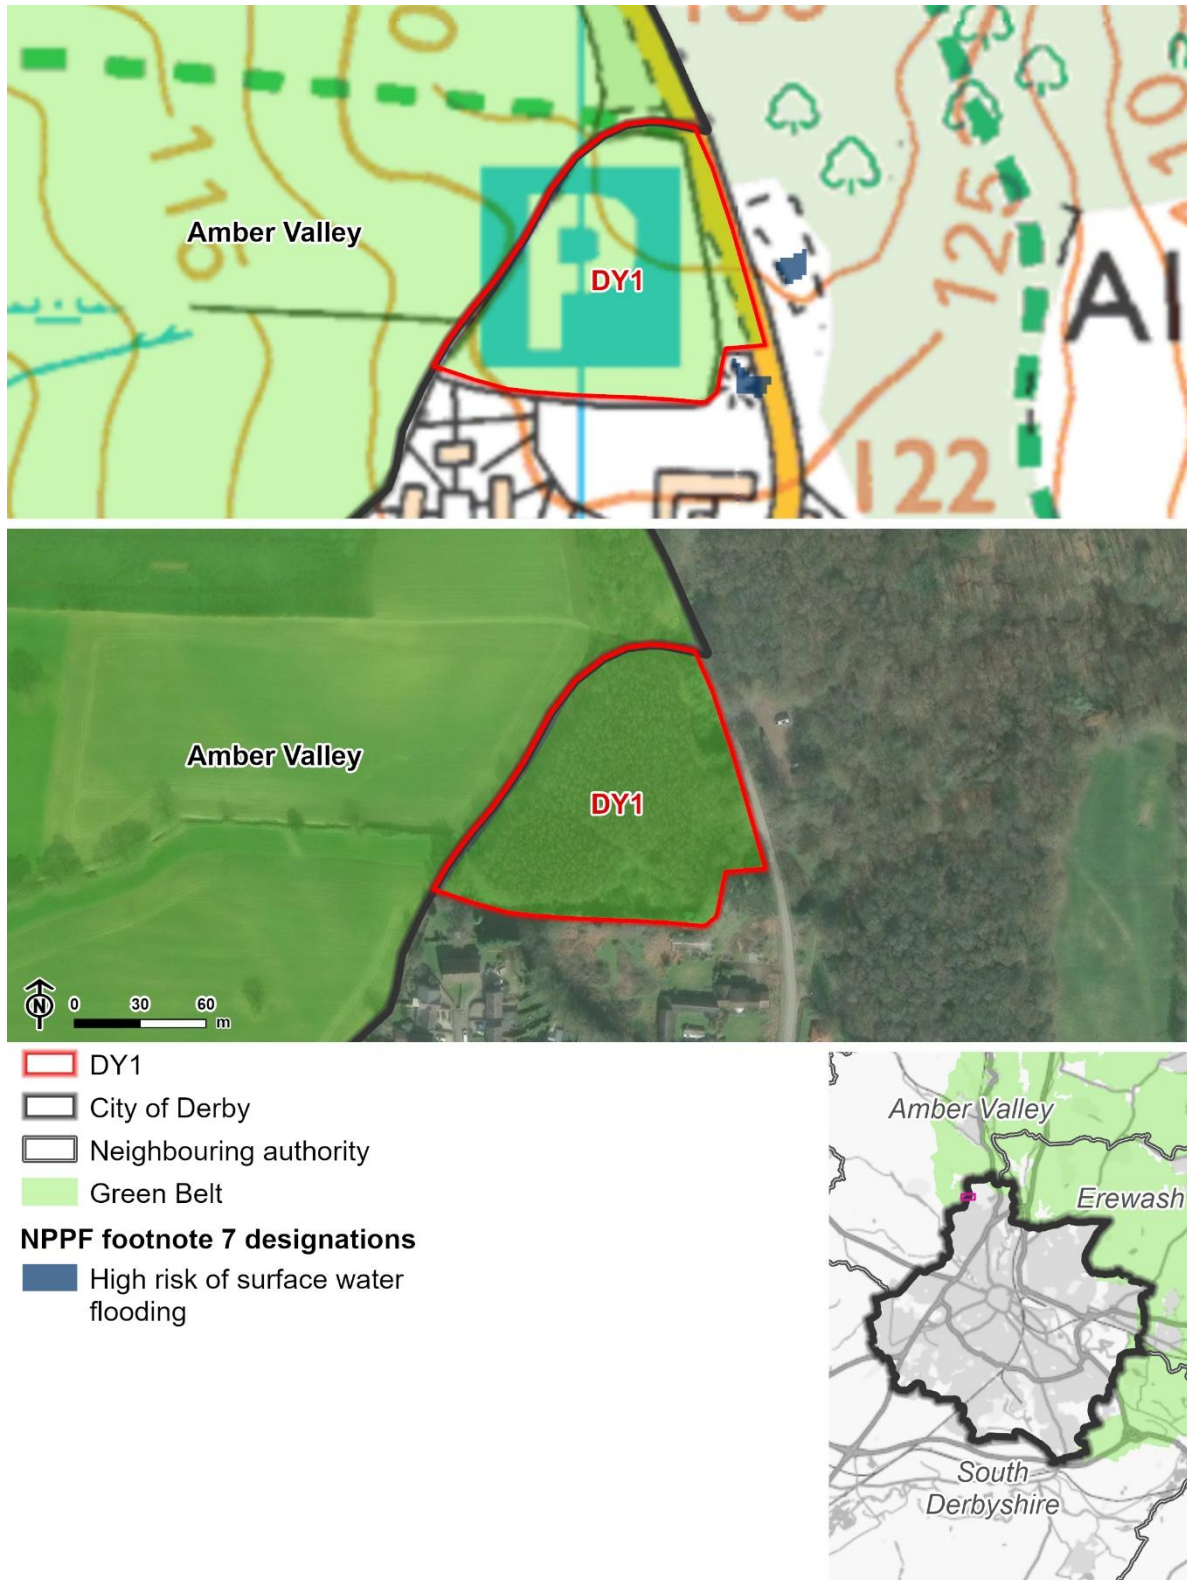 115
Amber Valley
DY1
125
122
Amber Valley
DY1
N
0 30 60
m
DY1
City of Derby
Neighbouring authority
Green Belt
NPPF footnote 7 designations
High risk of surface water
flooding
Amber Valley
Erewash
South
Derbyshire